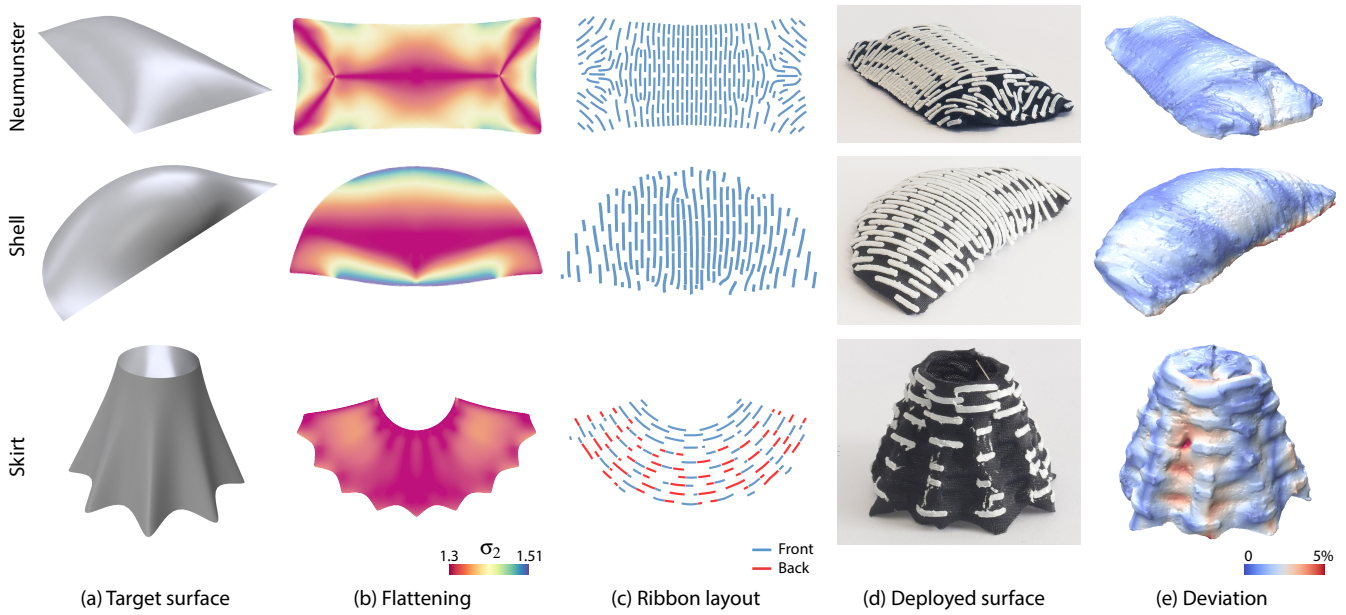 Neumunster
Shell
Skirt
σ2
1.3 1.51
Front
Back
0 5%
(a) Target surface (b) Flattening (c) Ribbon layout (d) Deployed surface (e) Deviation